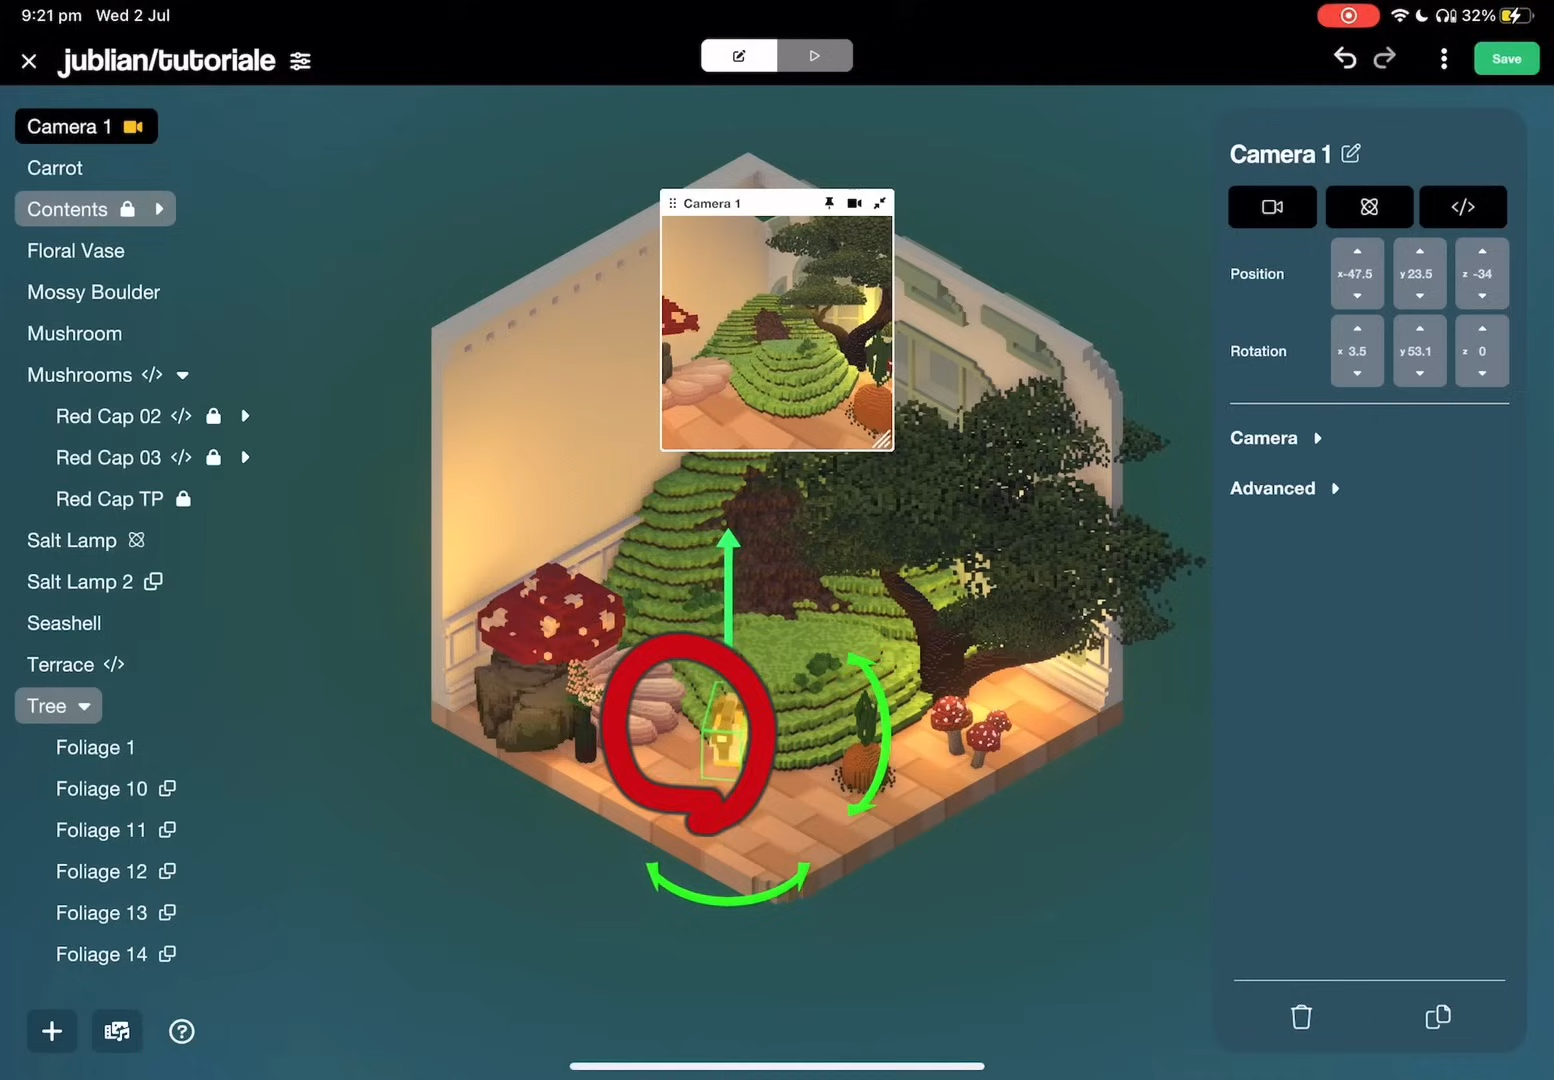 9:21 pm Wed 2 Jul
32%
jublian/tutoriale
Save
Camera 1
Carrot
Contents
Floral Vase
Mossy Boulder
Mushroom
Mushrooms </>
Red Cap 02 </>
Red Cap 03 </>
Red Cap TP
Salt Lamp
Salt Lamp 2
Seashell
Terrace </>
Tree
Foliage 1
Foliage 10
Foliage 11
Foliage 12
Foliage 13
Foliage 14
Camera 1
Camera 1
</>
Position x -47.5 y 23.5 z -34
Rotation x 3.5 y 53.1 z 0
Camera
Advanced